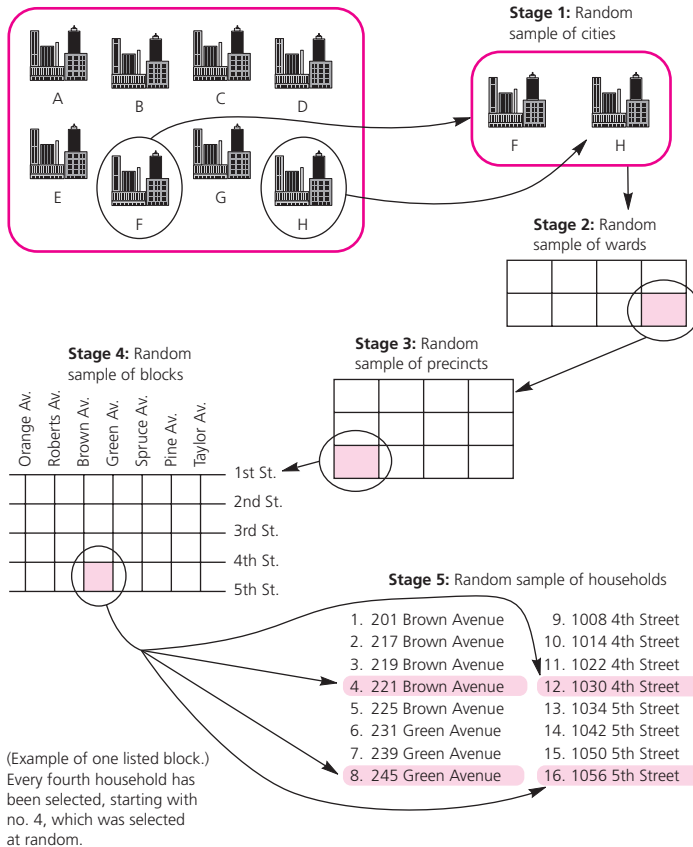 Stage 1: Random
sample of cities
A
B
C
D
E
F
G
H
F
H
Stage 2: Random
sample of wards
Stage 3: Random
sample of precincts
Stage 4: Random
sample of blocks
Orange Av.
Roberts Av.
Brown Av.
Green Av.
Spruce Av.
Pine Av.
Taylor Av.
1st St.
2nd St.
3rd St.
4th St.
5th St.
Stage 5: Random sample of households
1. 201 Brown Avenue
2. 217 Brown Avenue
3. 219 Brown Avenue
4. 221 Brown Avenue
5. 225 Brown Avenue
6. 231 Green Avenue
7. 239 Green Avenue
8. 245 Green Avenue
9. 1008 4th Street
10. 1014 4th Street
11. 1022 4th Street
12. 1030 4th Street
13. 1034 5th Street
14. 1042 5th Street
15. 1050 5th Street
16. 1056 5th Street
(Example of one listed block.)
Every fourth household has
been selected, starting with
no. 4, which was selected
at random.